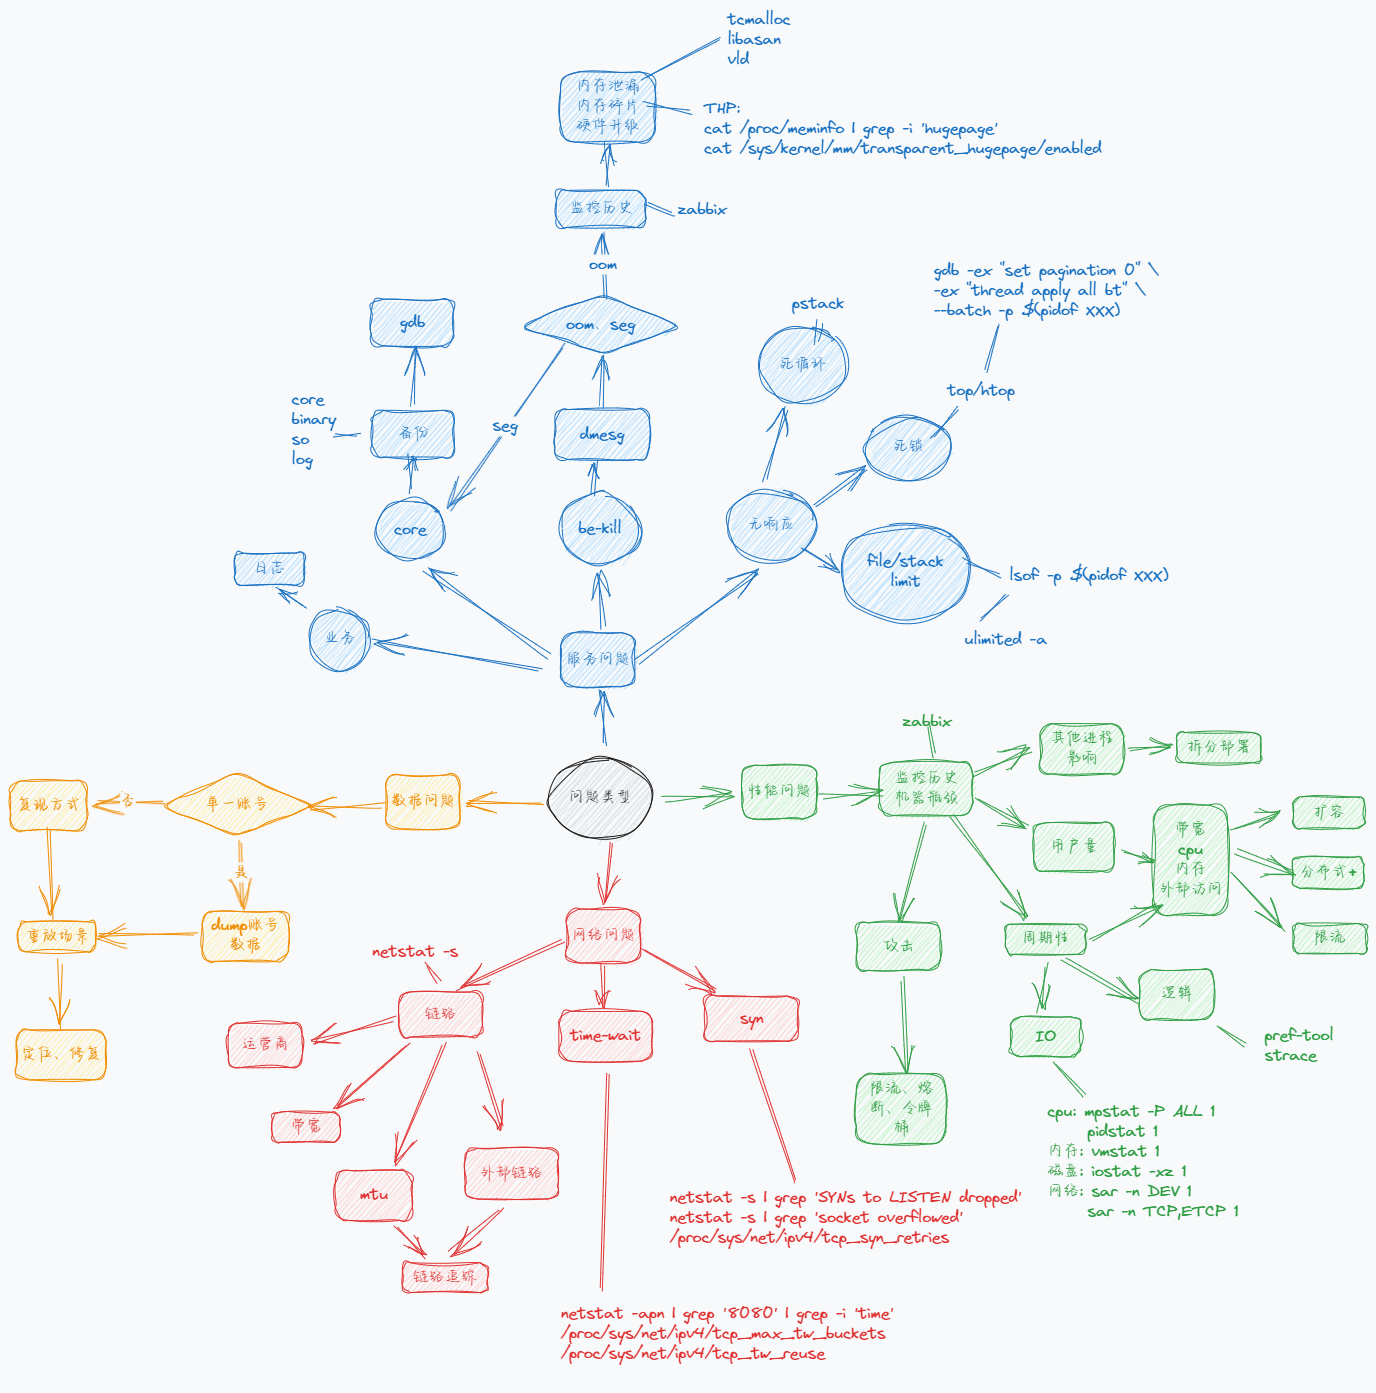 tcmalloc
libasan
vld
内存泄漏
内存碎片
硬件升级
THP:
cat /proc/meminfo | grep -i 'hugepage'
cat /sys/kernel/mm/transparent_hugepage/enabled
监控历史
zabbix
oom
oom、seg
gdb
pstack
死循环
gdb -ex "set pagination 0" \
-ex "thread apply all bt" \
--batch -p $(pidof xxx)
top/htop
死锁
core
binary
so
log
备份
seg
dmesg
core
be-kill
无响应
file/stack
limit
lsof -p $(pidof xxx)
ulimited -a
日志
业务
服务问题
问题类型
数据问题
单一账号
否
复现方式
是
dump账号
数据
重放场景
定位、修复
性能问题
zabbix
监控历史
机器瓶颈
其他进程
影响
拆分部署
用户量
带宽
cpu
内存
外部访问
扩容
分布式+
限流
攻击
周期性
限流、熔
断、令牌
桶
IO
逻辑
pref-tool
strace
cpu: mpstat -P ALL 1
pidstat 1
内存: vmstat 1
磁盘: iostat -xz 1
网络: sar -n DEV 1
sar -n TCP,ETCP 1
网络问题
netstat -s
链路
time-wait
syn
运营商
带宽
mtu
外部链路
链路追踪
netstat -s | grep 'SYNs to LISTEN dropped'
netstat -s | grep 'socket overflowed'
/proc/sys/net/ipv4/tcp_syn_retries
netstat -apn | grep '8080' | grep -i 'time'
/proc/sys/net/ipv4/tcp_max_tw_buckets
/proc/sys/net/ipv4/tcp_tw_reuse